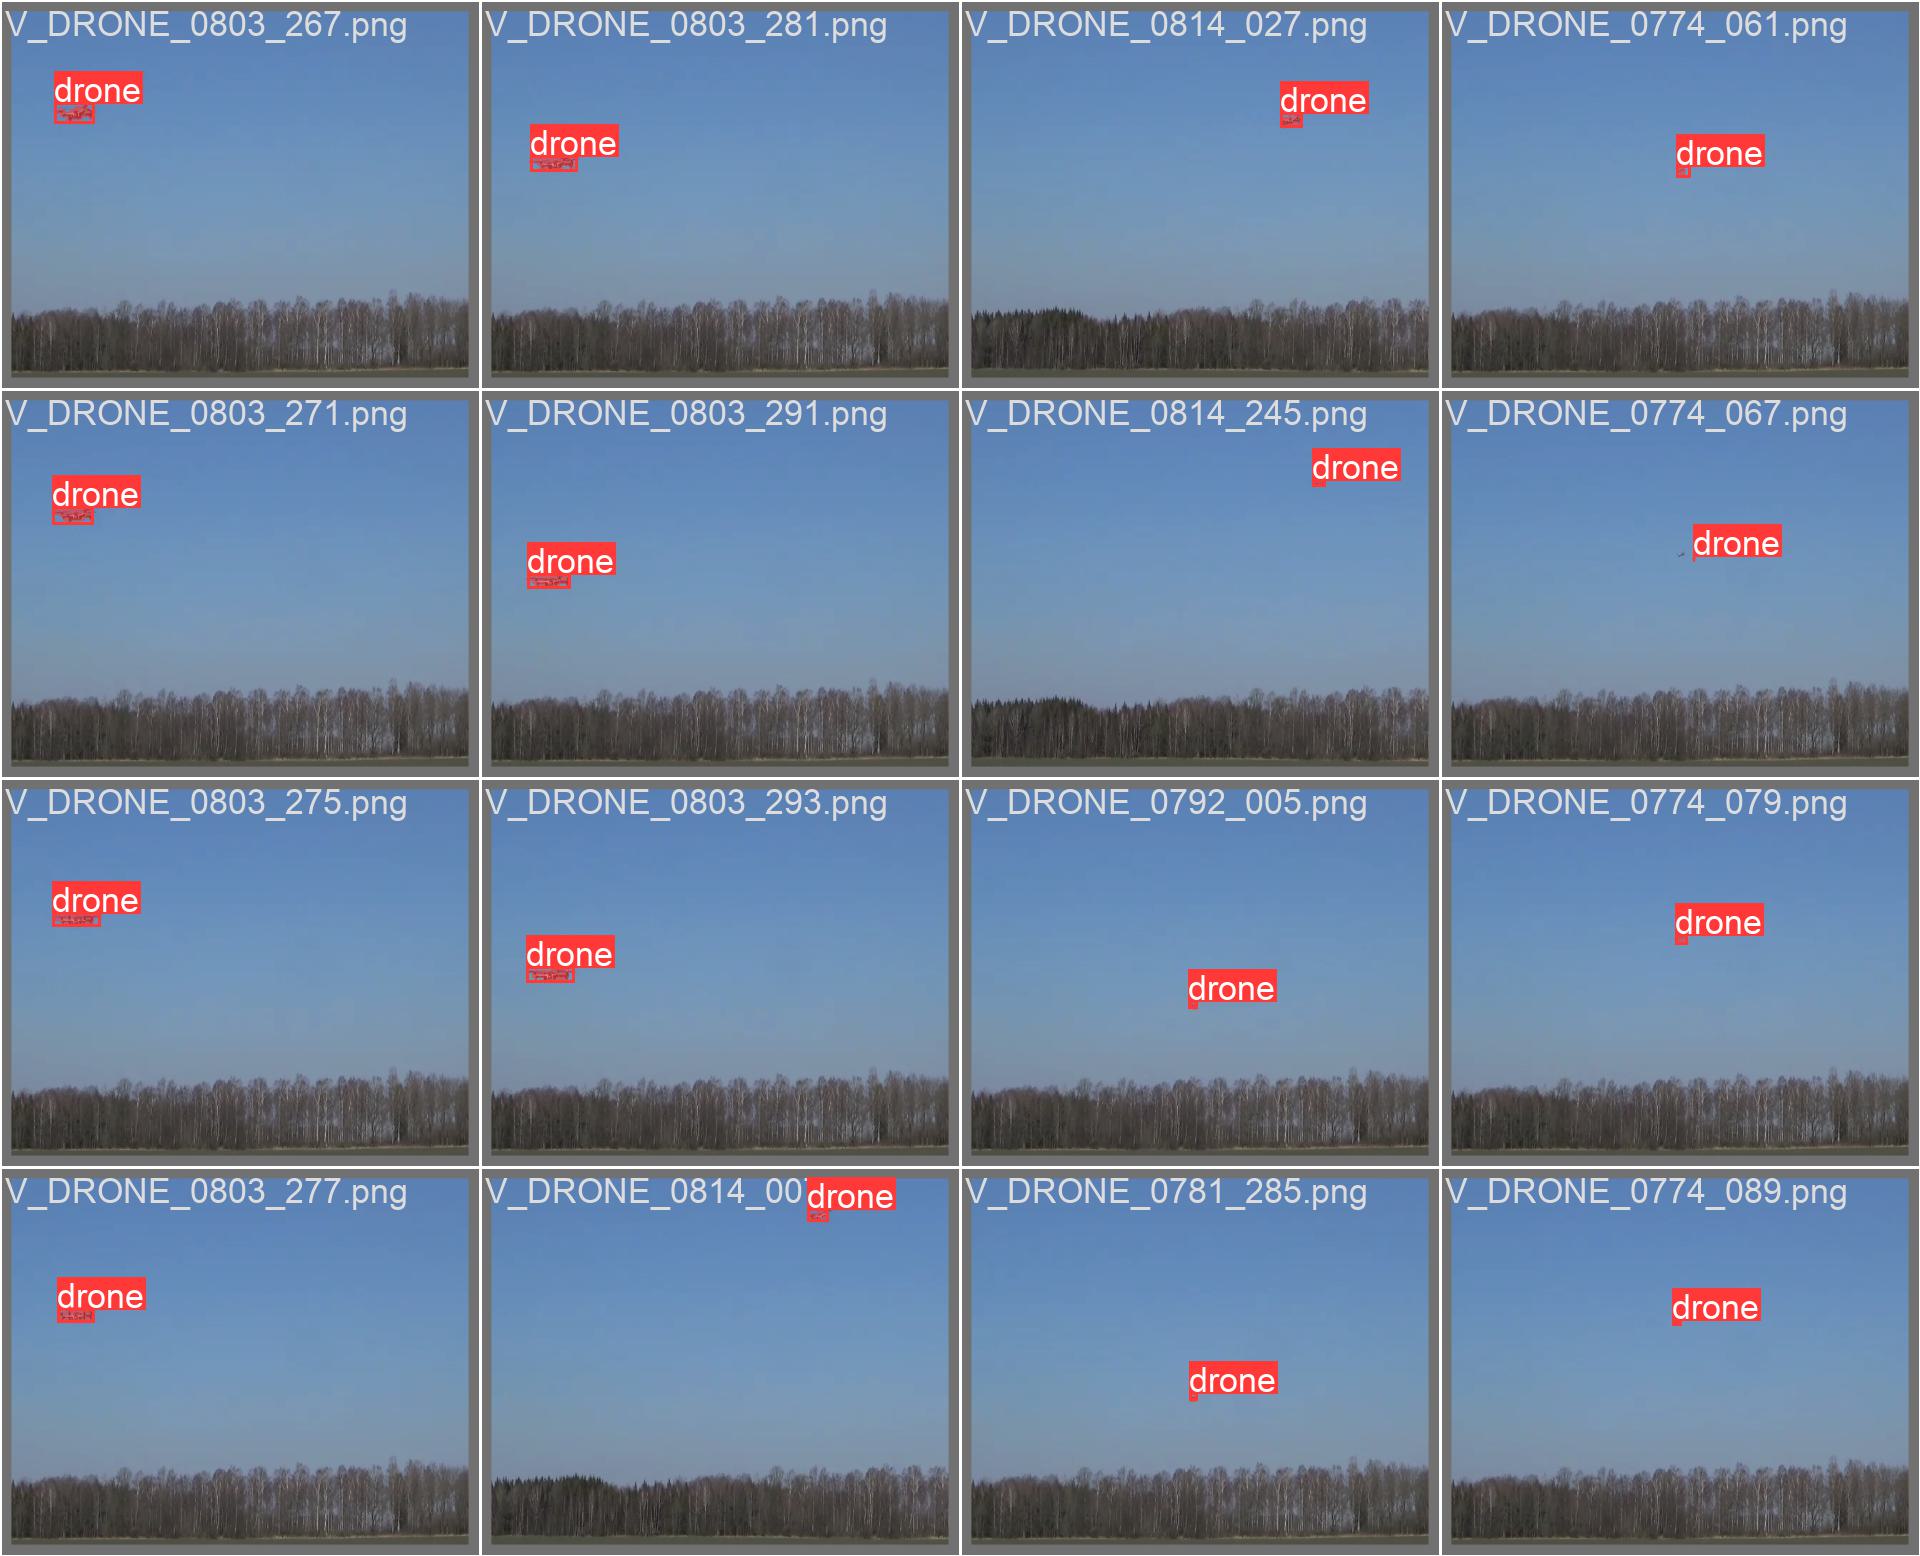 V_DRONE_0803_267.png
drone
V_DRONE_0803_281.png
drone
V_DRONE_0814_027.png
drone
V_DRONE_0774_061.png
drone
V_DRONE_0803_271.png
drone
V_DRONE_0803_291.png
drone
V_DRONE_0814_245.png
drone
V_DRONE_0774_067.png
drone
V_DRONE_0803_275.png
drone
V_DRONE_0803_293.png
drone
V_DRONE_0792_005.png
drone
V_DRONE_0774_079.png
drone
V_DRONE_0803_277.png
drone
V_DRONE_0814_00
drone
V_DRONE_0781_285.png
drone
V_DRONE_0774_089.png
drone